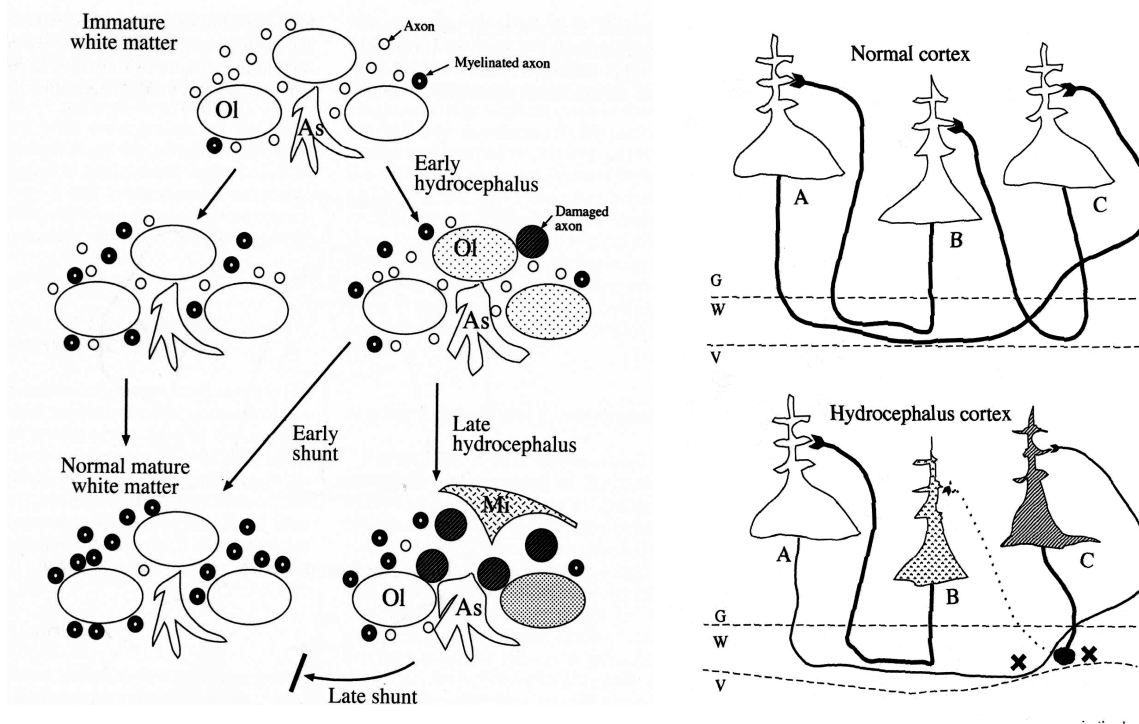 Immature
white matter
Axon
Myelinated axon
Ol
As
Early
hydrocephalus
Damaged
axon
Ol
As
Early
shunt
Late
hydrocephalus
Normal mature
white matter
Mi
Ol
As
Late shunt
Normal cortex
A
B
C
G
W
V
Hydrocephalus cortex
A
B
C
G
W
V